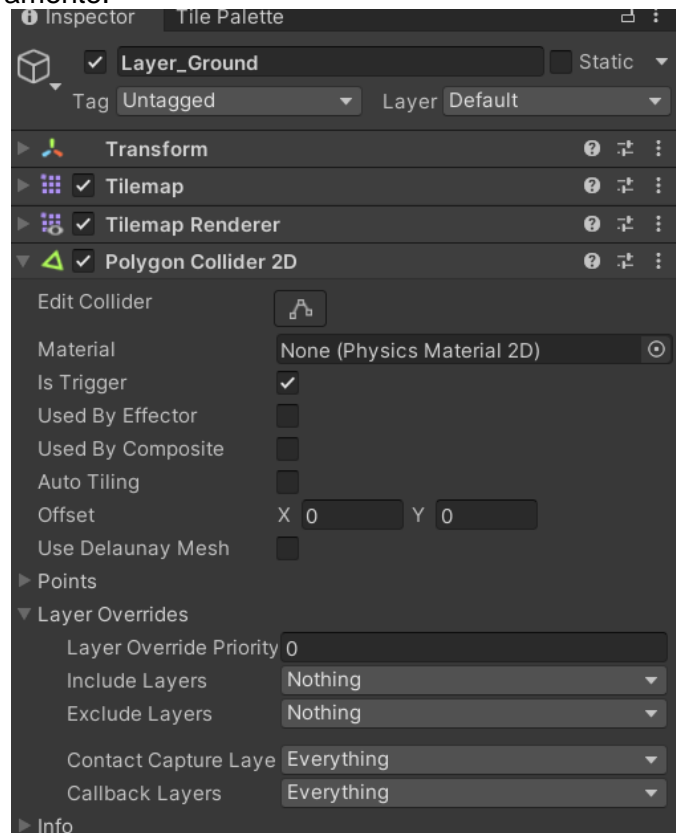 Inspector Tile Palette
Layer_Ground Static
Tag Untagged Layer Default
Transform
Tilemap
Tilemap Renderer
Polygon Collider 2D
Edit Collider
Material None (Physics Material 2D)
Is Trigger
Used By Effector
Used By Composite
Auto Tiling
Offset X 0 Y 0
Use Delaunay Mesh
Points
Layer Overrides
Layer Override Priority 0
Include Layers Nothing
Exclude Layers Nothing
Contact Capture Laye Everything
Callback Layers Everything
Info